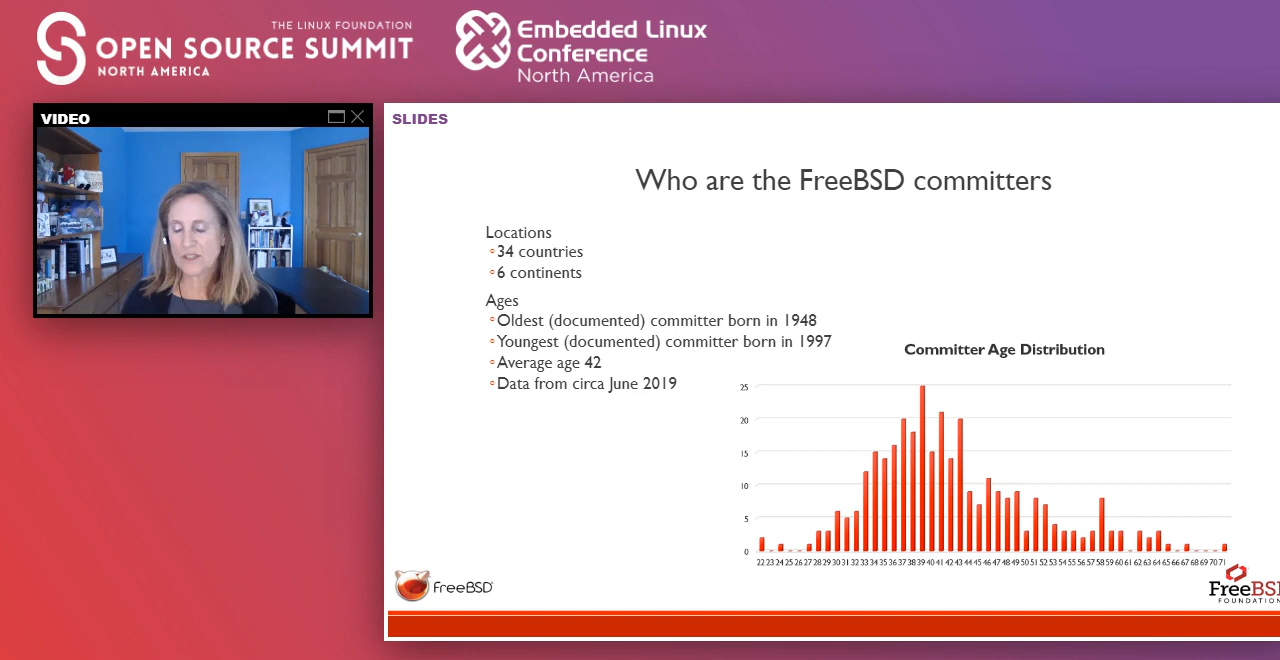 THE LINUX FOUNDATION
OPEN SOURCE SUMMIT
NORTH AMERICA
Embedded Linux
Conference
North America
VIDEO
SLIDES
Who are the FreeBSD committers
Locations
34 countries
6 continents
Ages
Oldest (documented) committer born in 1948
Youngest (documented) committer born in 1997
Average age 42
Data from circa June 2019
Committer Age Distribution
25
20
15
10
5
0
22 23 24 25 26 27 28 29 30 31 32 33 34 35 36 37 38 39 40 41 42 43 44 45 46 47 48 49 50 51 52 53 54 55 56 57 58 59 60 61 62 63 64 65 66 67 68 69 70 71
FreeBSD
FreeBSD
FOUNDATION